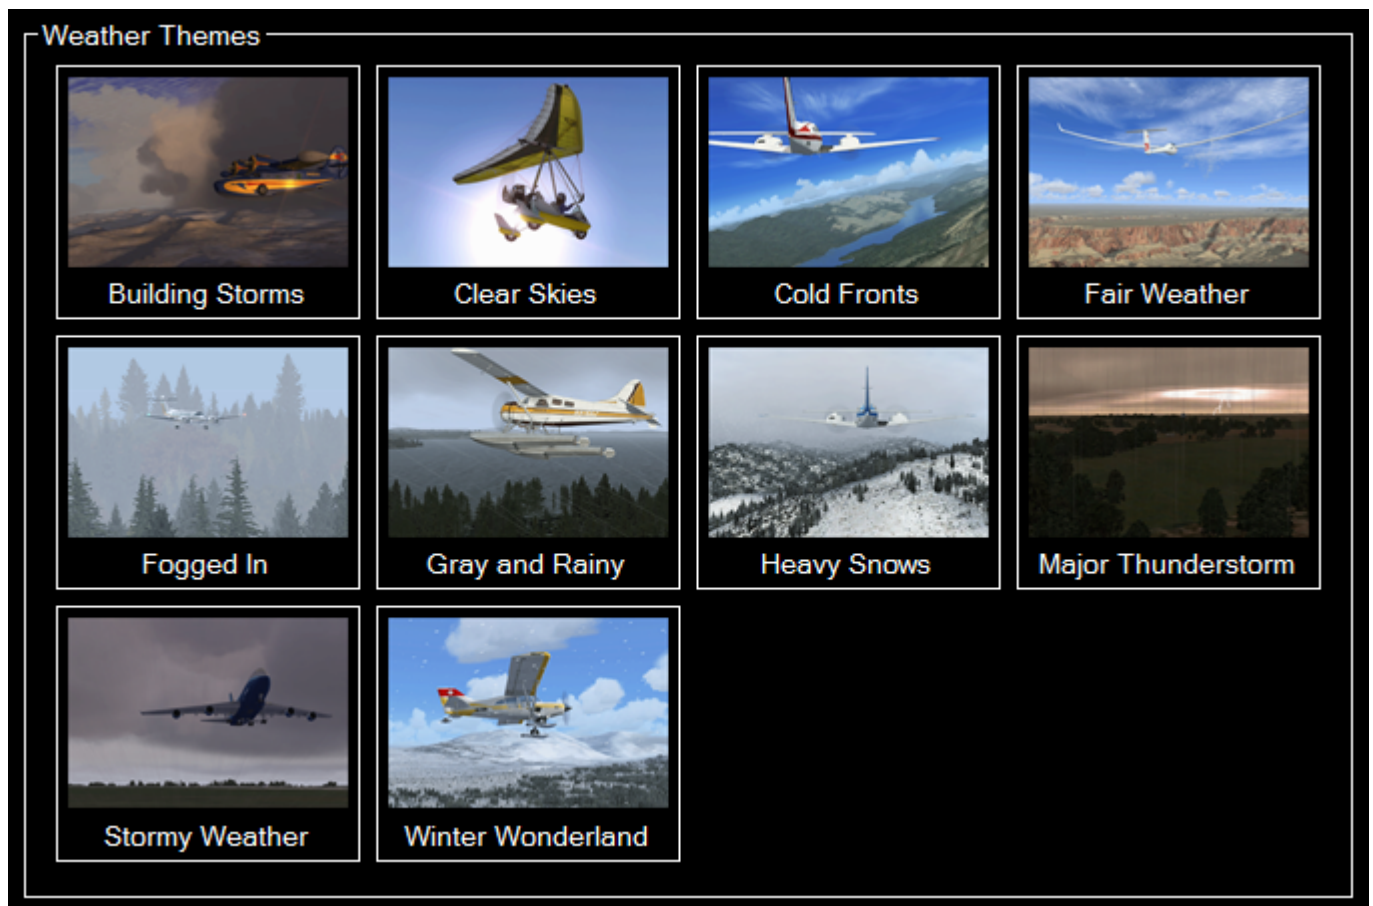 Weather Themes
Building Storms
Clear Skies
Cold Fronts
Fair Weather
Fogged In
Gray and Rainy
Heavy Snows
Major Thunderstorm
Stormy Weather
Winter Wonderland